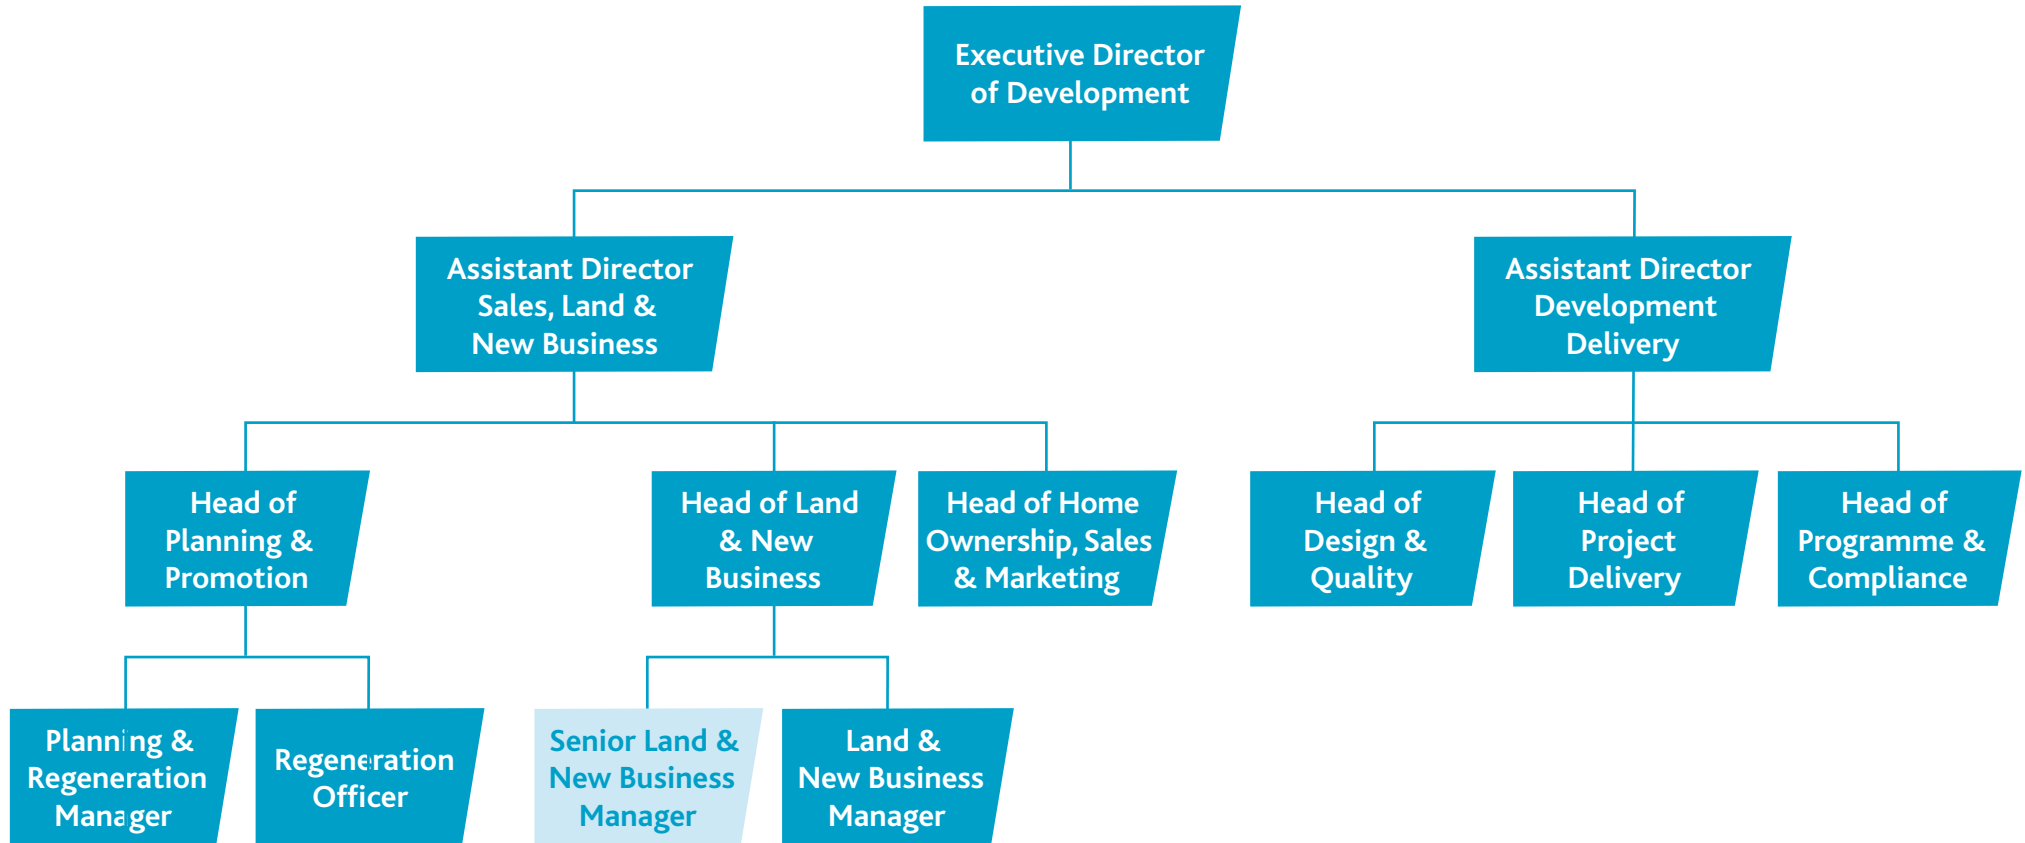 Executive Director
of Development
Assistant Director
Sales, Land &
New Business
Assistant Director
Development
Delivery
Head of
Planning &
Promotion
Head of Land
& New
Business
Head of Home
Ownership, Sales
& Marketing
Head of
Design &
Quality
Head of
Project
Delivery
Head of
Programme &
Compliance
Planning &
Regeneration
Manager
Regeneration
Officer
Senior Land &
New Business
Manager
Land &
New Business
Manager